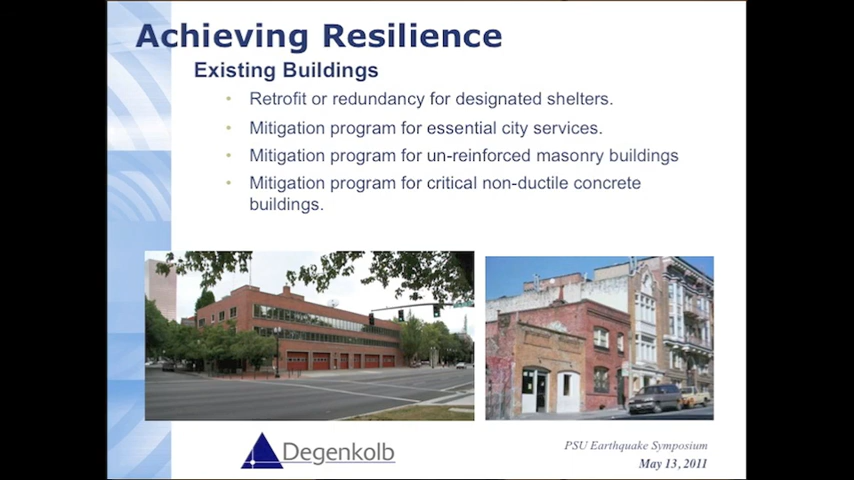 Achieving Resilience
Existing Buildings
• Retrofit or redundancy for designated shelters.
• Mitigation program for essential city services.
• Mitigation program for un-reinforced masonry buildings
• Mitigation program for critical non-ductile concrete
buildings.
Degenkolb
PSU Earthquake Symposium
May 13, 2011